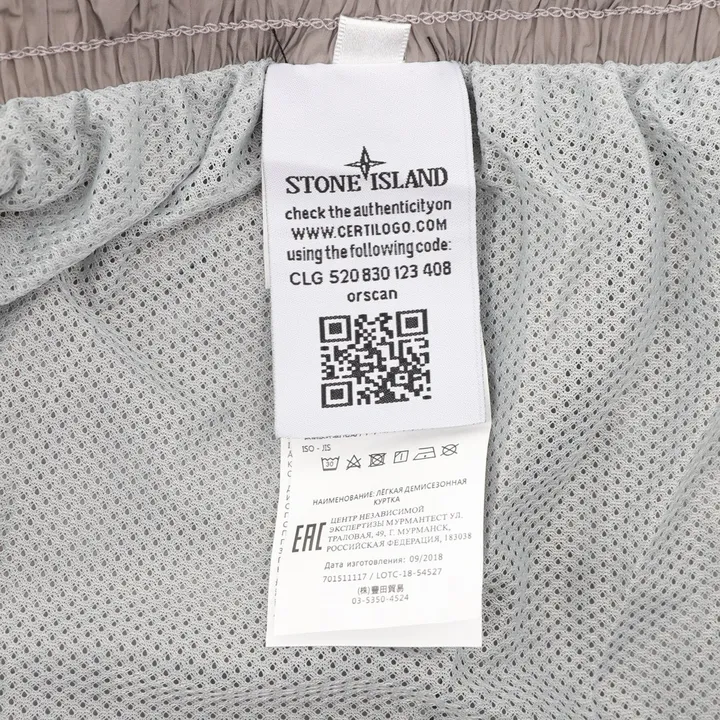 STONE ISLAND
check the authenticity on
WWW.CERTILOGO.COM
using the following code:
CLG 520 830 123 408
or scan
ISO - JIS
30
НАИМЕНОВАНИЕ: ЛЁГКАЯ ДЕМИСЕЗОННАЯ
КУРТКА
EAC
ЦЕНТР НЕЗАВИСИМОЙ
ЭКСПЕРТИЗЫ МУРМАНТЕСТ УЛ.
ТРАЛОВАЯ, 49, Г. МУРМАНСК,
РОССИЙСКАЯ ФЕДЕРАЦИЯ, 183038
Дата изготовления: 09/2018
701511117 / LOTC-18-54527
(株)豊田貿易
03-5350-4524